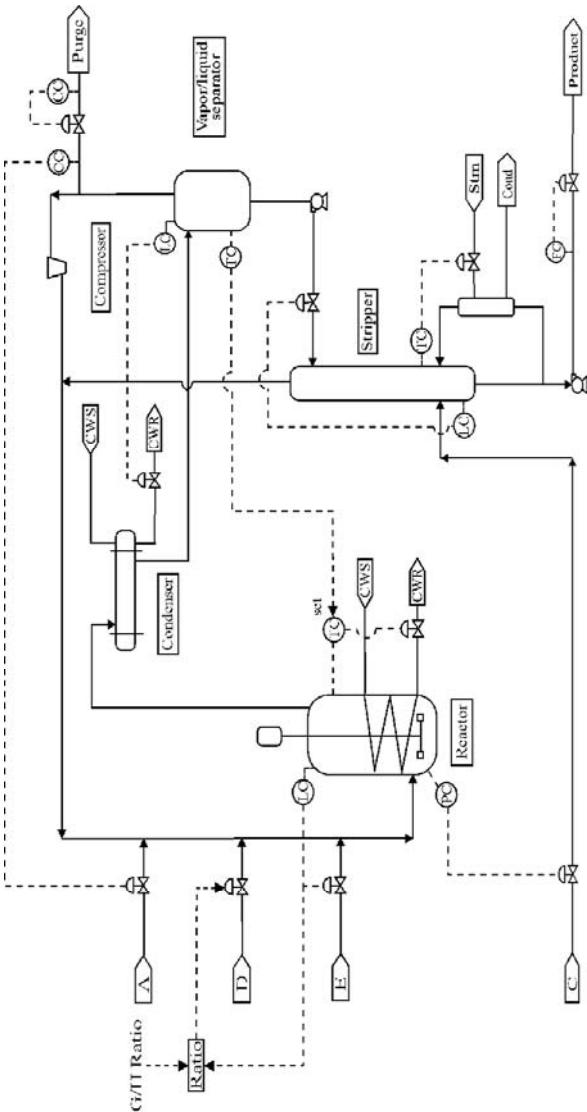 CC
CC
Purge
Compressor
Vapor/liquid
separator
LC
TC
CWS
CWR
Condenser
G/H Ratio
Ratio
A
D
E
LC
set
TC
CWS
CWR
Reactor
PC
Stripper
TC
Stm
Cond
LC
FC
Product
C